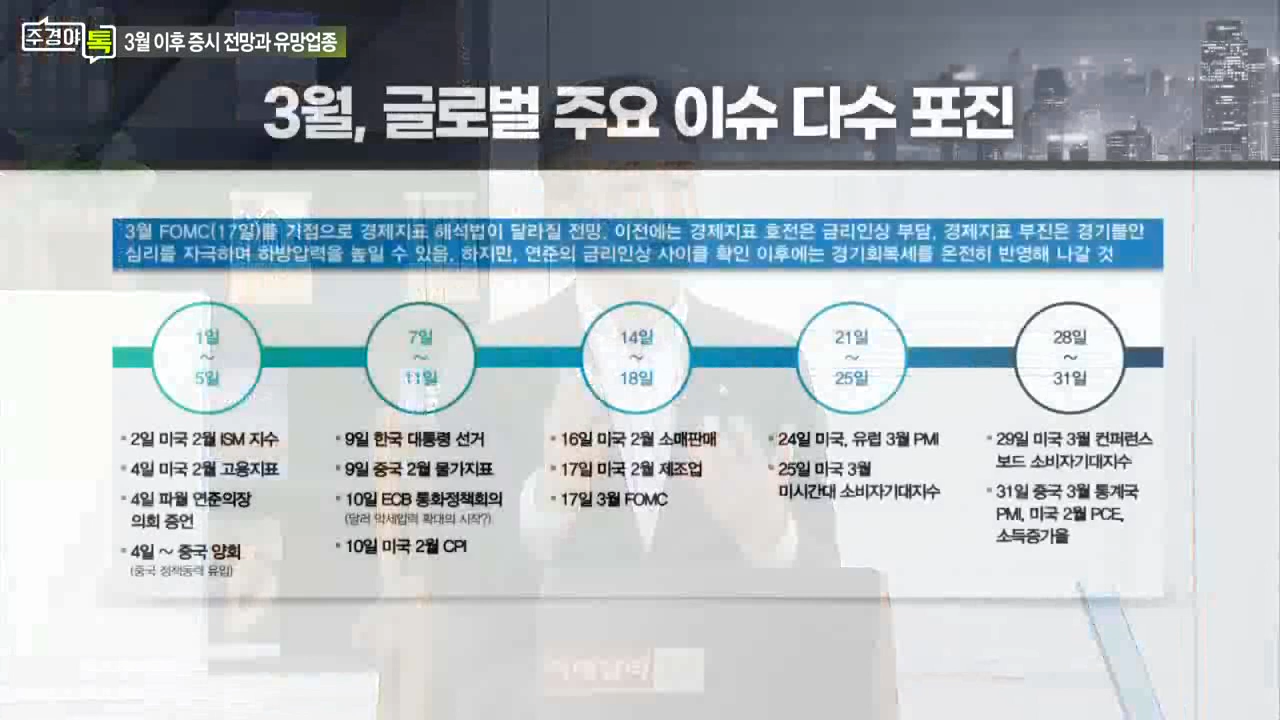 주경야톡 3월 이후 증시 전망과 유망업종
3월, 글로벌 주요 이슈 다수 포진
3월 FOMC(17일)를 기점으로 경제지표 해석법이 달라질 전망. 이전에는 경제지표 호전은 금리인상 부담, 경제지표 부진은 경기불안
심리를 자극하며 하방압력을 높일 수 있음. 하지만, 연준의 금리인상 사이클 확인 이후에는 경기회복세를 온전히 반영해 나갈 것
1일
~
5일
• 2일 미국 2월 ISM 지수
• 4일 미국 2월 고용지표
• 4일 파월 연준의장
의회 증언
• 4일 ~ 중국 양회
(중국 정책동력 유입)
7일
~
11일
• 9일 한국 대통령 선거
• 9일 중국 2월 물가지표
• 10일 ECB 통화정책회의
(달러 약세압력 확대의 시작?)
• 10일 미국 2월 CPI
14일
~
18일
• 16일 미국 2월 소매판매
• 17일 미국 2월 제조업
• 17일 3월 FOMC
21일
~
25일
• 24일 미국, 유럽 3월 PMI
• 25일 미국 3월
미시간대 소비자기대지수
28일
~
31일
• 29일 미국 3월 컨퍼런스
보드 소비자기대지수
• 31일 중국 3월 통계국
PMI, 미국 2월 PCE,
소득증가율